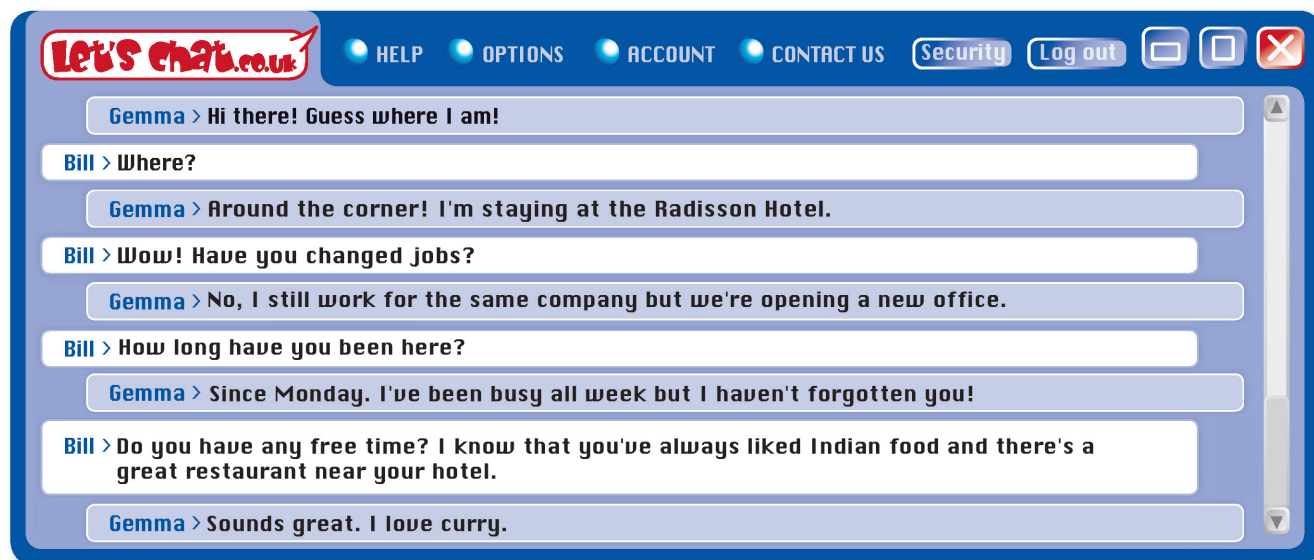 Let's Chat.co.uk HELP OPTIONS ACCOUNT CONTACT US Security Log out
Gemma > Hi there! Guess where I am!
Bill > Where?
Gemma > Around the corner! I'm staying at the Radisson Hotel.
Bill > Wow! Have you changed jobs?
Gemma > No, I still work for the same company but we're opening a new office.
Bill > How long have you been here?
Gemma > Since Monday. I've been busy all week but I haven't forgotten you!
Bill > Do you have any free time? I know that you've always liked Indian food and there's a
great restaurant near your hotel.
Gemma > Sounds great. I love curry.